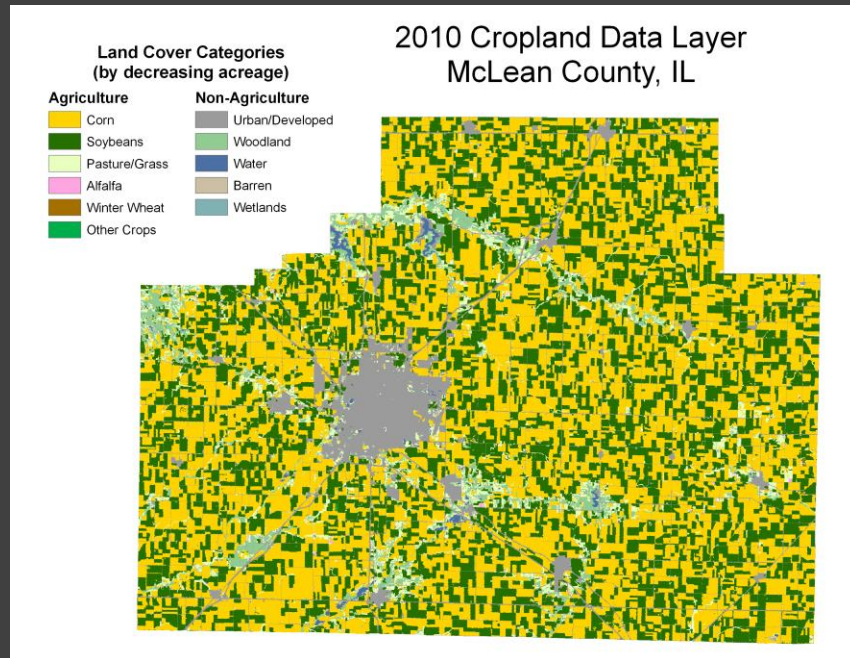 2010 Cropland Data Layer
McLean County, IL
Land Cover Categories
(by decreasing acreage)
Agriculture
Corn
Soybeans
Pasture/Grass
Alfalfa
Winter Wheat
Other Crops
Non-Agriculture
Urban/Developed
Woodland
Water
Barren
Wetlands